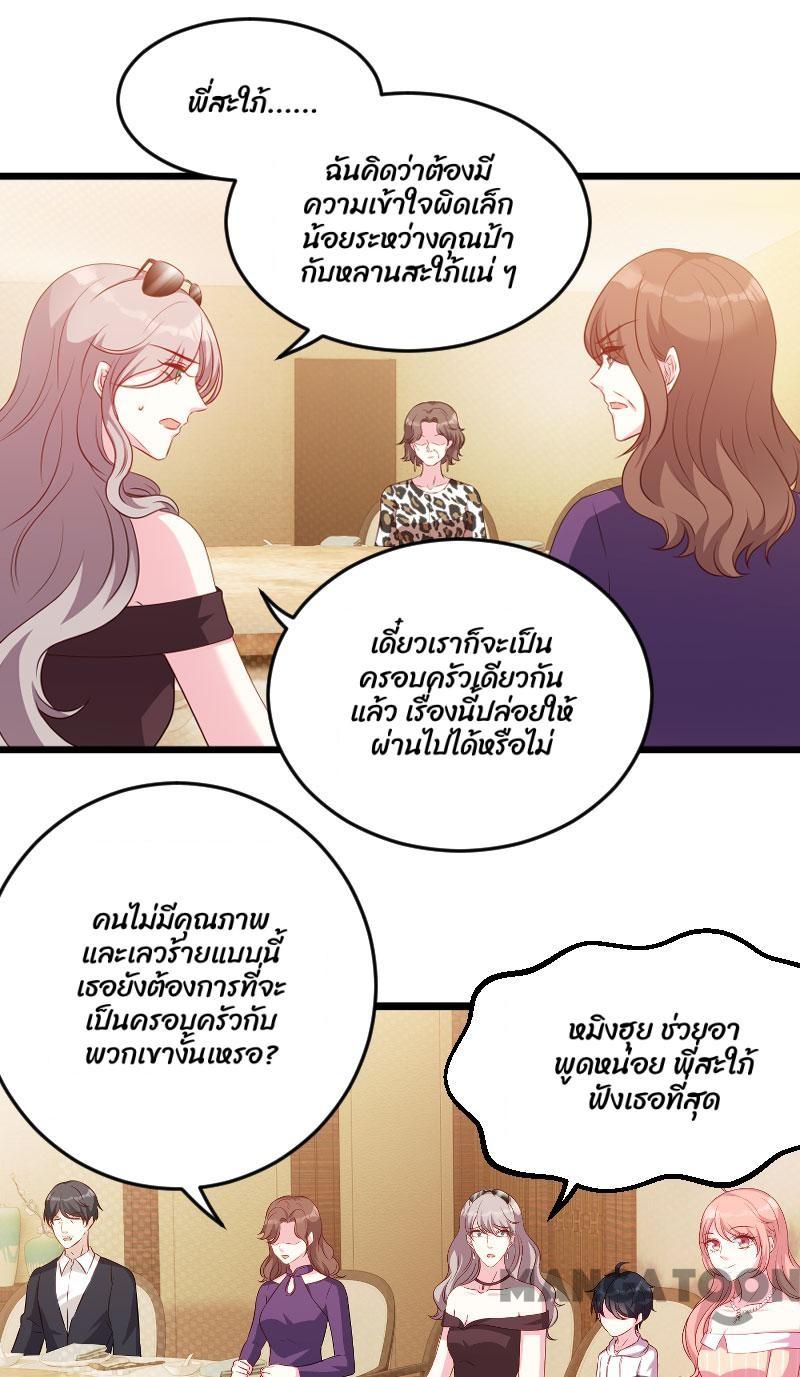 พี่สะใภ้......
ฉันคิดว่าต้องมี
ความเข้าใจผิดเล็ก
น้อยระหว่างคุณป้า
กับหลานสะใภ้แน่ ๆ
เดี๋ยวเราก็จะเป็น
ครอบครัวเดียวกัน
แล้ว เรื่องนี้ปล่อยให้
ผ่านไปได้หรือไม่
คนไม่มีคุณภาพ
และเลวร้ายแบบนี้
เธอยังต้องการที่จะ
เป็นครอบครัวกับ
พวกเขางั้นเหรอ?
หมิงฮุย ช่วยอา
พูดหน่อย พี่สะใภ้
ฟังเธอที่สุด
MANGATOON